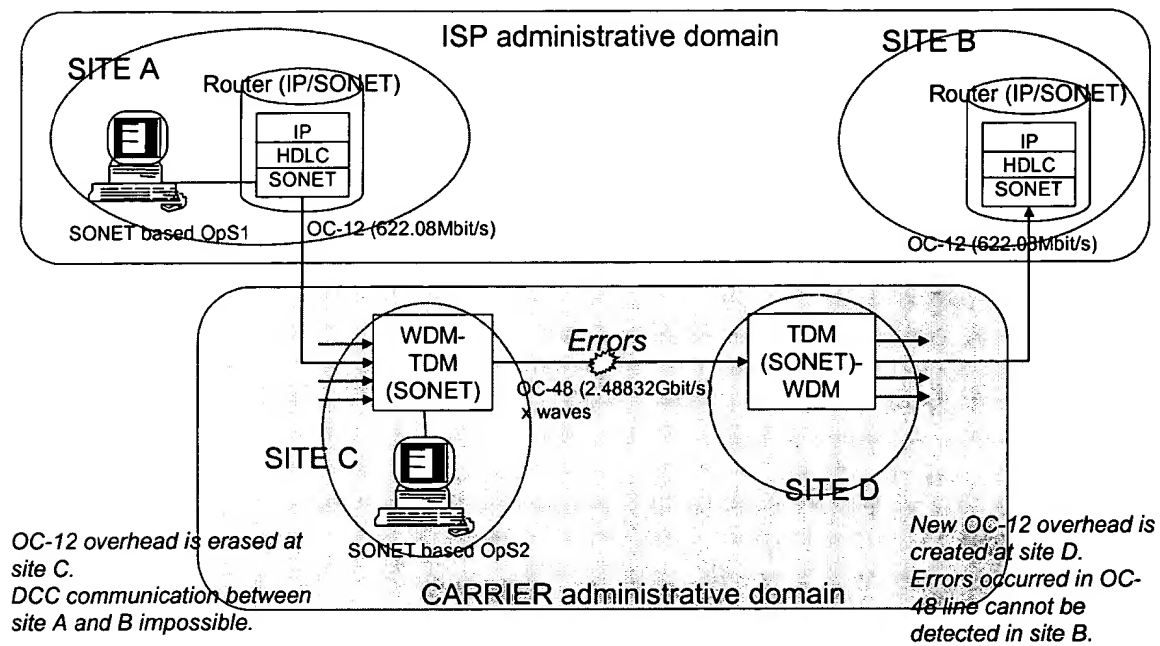 ISP administrative domain
SITE A
Router (IP/SONET)
IP
HDLC
SONET
SONET based OpS1
OC-12 (622.08Mbit/s)
SITE B
Router (IP/SONET)
IP
HDLC
SONET
OC-12 (622.08Mbit/s)
WDM-
TDM
(SONET)
Errors
OC-48 (2.48832Gbit/s)
x waves
TDM
(SONET)-
WDM
SITE C
SONET based OpS2
SITE D
CARRIER administrative domain
OC-12 overhead is erased at
site C.
DCC communication between
site A and B impossible.
New OC-12 overhead is
created at site D.
Errors occurred in OC-
48 line cannot be
detected in site B.